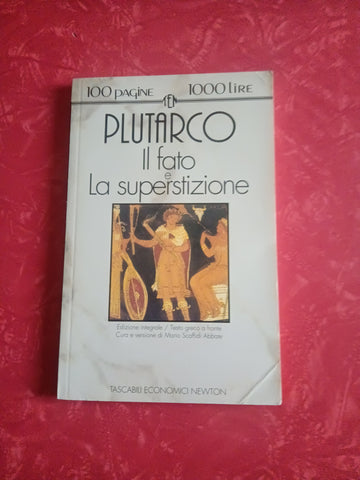 100 pagine 1000 lire
TEN
PLUTARCO
Il fato
e
La superstizione
Edizione integrale / Testo greco a fronte
Cura e versione di Mario Scaffidi Abbate
TASCABILI ECONOMICI NEWTON